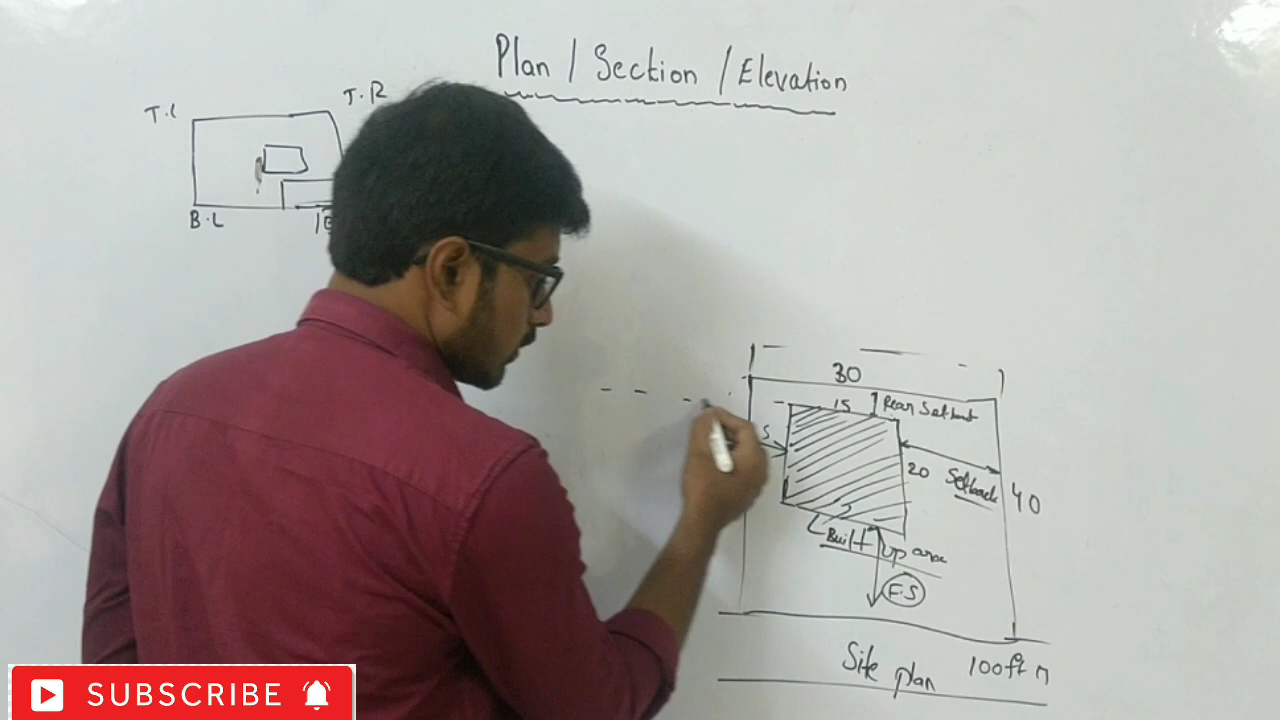 Plan / Section / Elevation
T.L
T.R
B.L
30
15
Rear Setback
S
20
Setback
40
Built up area
F.S
Site plan
100ft
SUBSCRIBE